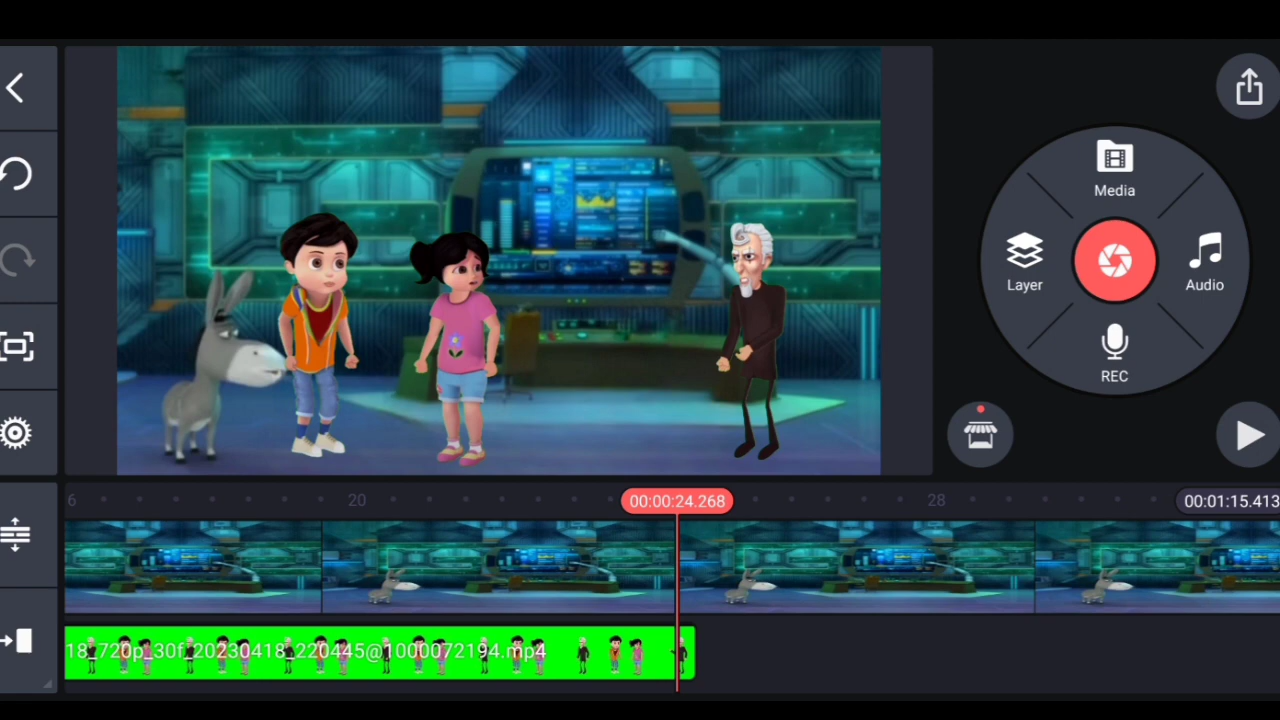 Media
Layer
Audio
REC
6
20
00:00:24.268
28
00:01:15.413
18_720p_30f_20230418_220445@1000072194.mp4